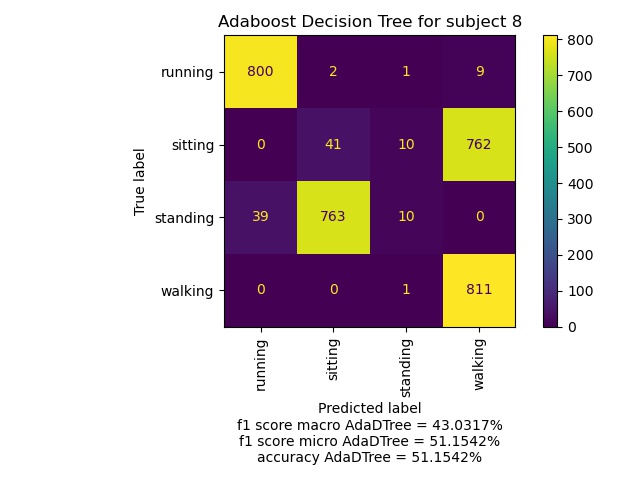 Adaboost Decision Tree for subject 8
running 800 2 1 9
sitting 0 41 10 762
standing 39 763 10 0
walking 0 0 1 811
True label
running sitting standing walking
Predicted label
f1 score macro AdaDTree = 43.0317%
f1 score micro AdaDTree = 51.1542%
accuracy AdaDTree = 51.1542%
800
700
600
500
400
300
200
100
0